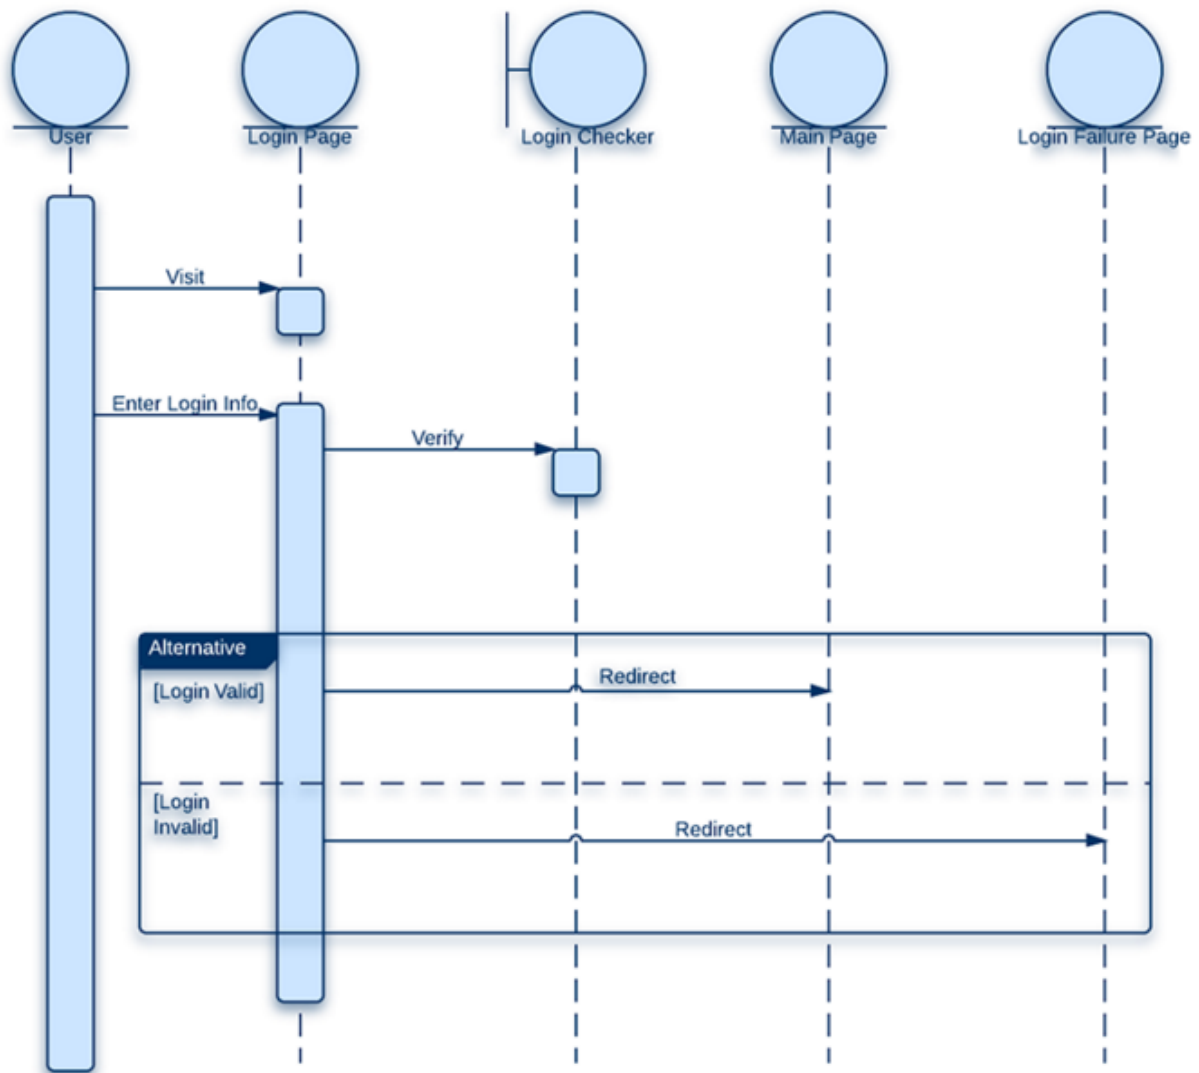 User
Login Page
Login Checker
Main Page
Login Failure Page
Visit
Enter Login Info
Verify
Alternative
[Login Valid]
Redirect
[Login
Invalid]
Redirect